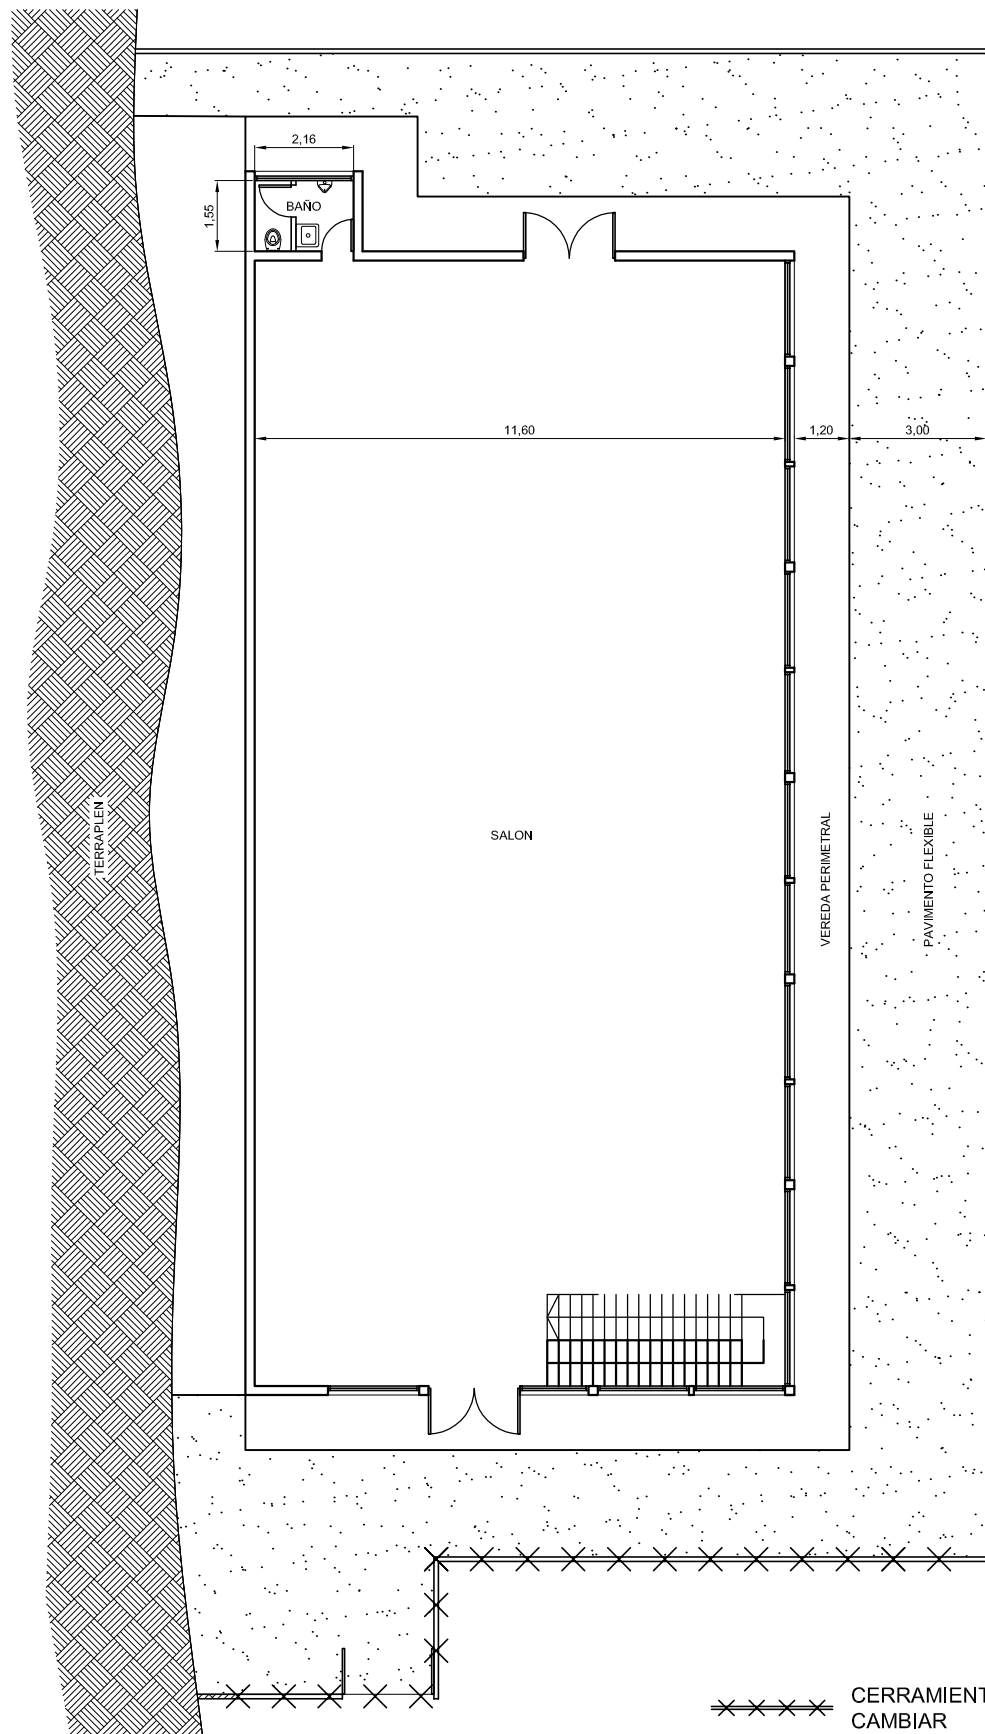 2,16
1,55
BAÑO
11,60
1,20
3,00
SALON
TERRAPLEN
VEREDA PERIMETRAL
PAVIMENTO FLEXIBLE
CERRAMIENT
CAMBIAR